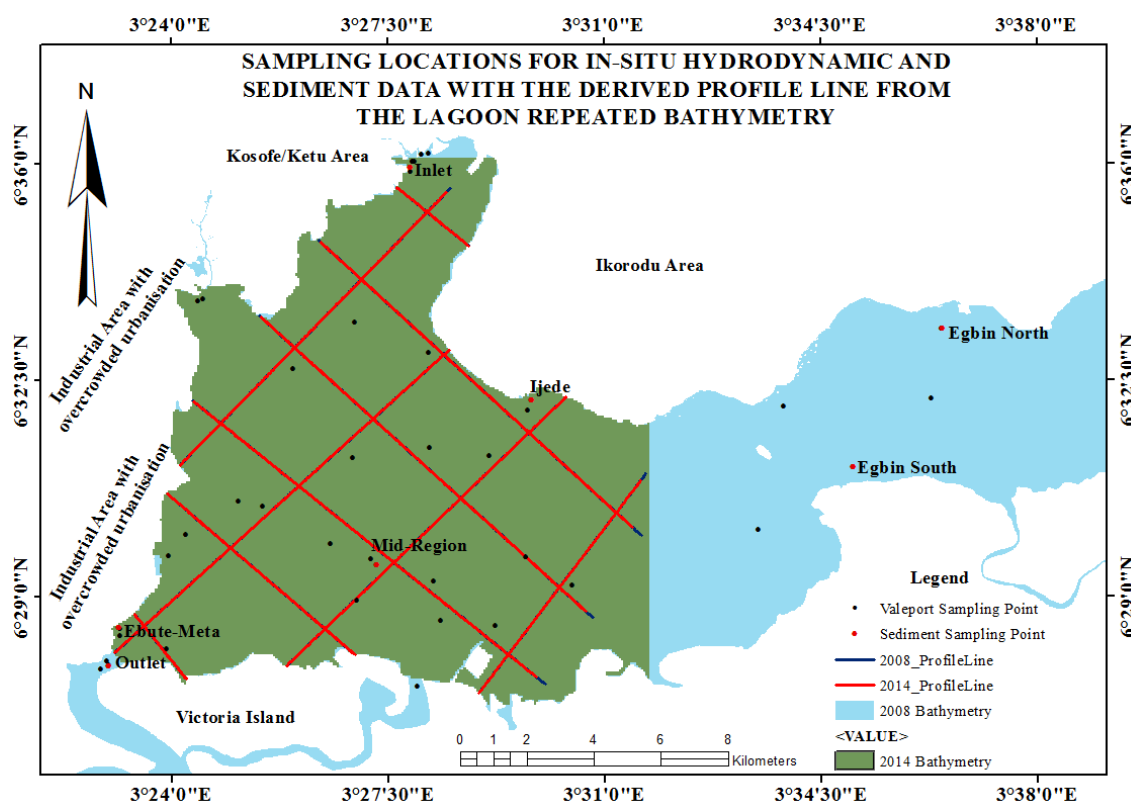 3°24'0"E 3°27'30"E 3°31'0"E 3°34'30"E 3°38'0"E
SAMPLING LOCATIONS FOR IN-SITU HYDRODYNAMIC AND
SEDIMENT DATA WITH THE DERIVED PROFILE LINE FROM
THE LAGOON REPEATED BATHYMETRY
N
Kosofe/Ketu Area
Inlet
6°36'0"N
6°36'0"N
Ikorodu Area
Industrial Area with
overcrowded urbanisation
Egbin North
6°32'30"N
6°32'30"N
Ijede
Egbin South
Industrial Area with
overcrowded urbanisation
Mid-Region
6°29'0"N
6°29'0"N
Ebute-Meta
Outlet
Victoria Island
Legend
Valeport Sampling Point
Sediment Sampling Point
2008_ProfileLine
2014_ProfileLine
2008 Bathymetry
<VALUE>
2014 Bathymetry
0 1 2 4 6 8
Kilometers
3°24'0"E 3°27'30"E 3°31'0"E 3°34'30"E 3°38'0"E